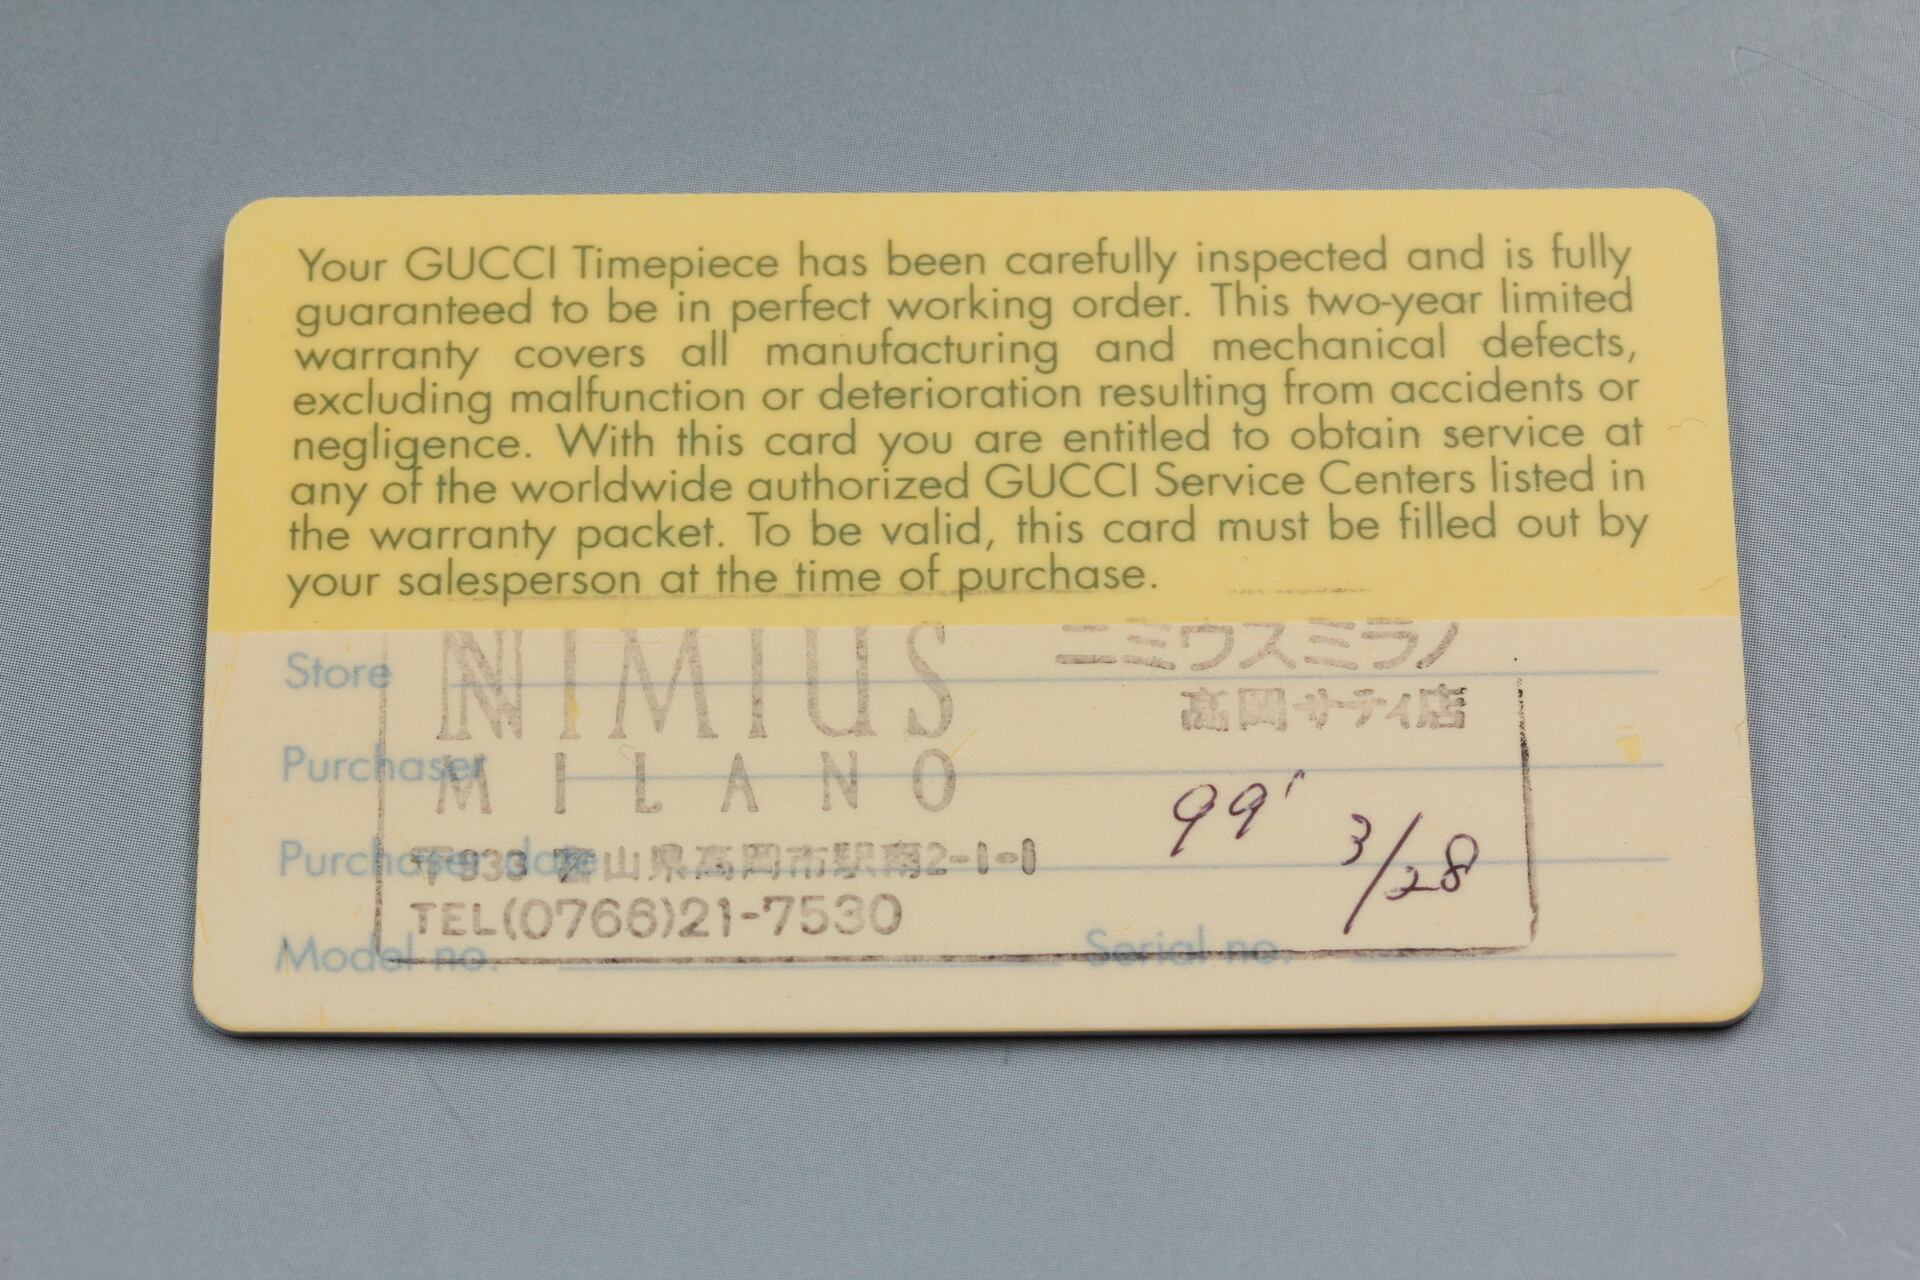 Your GUCCI Timepiece has been carefully inspected and is fully
guaranteed to be in perfect working order. This two-year limited
warranty covers all manufacturing and mechanical defects,
excluding malfunction or deterioration resulting from accidents or
negligence. With this card you are entitled to obtain service at
any of the worldwide authorized GUCCI Service Centers listed in
the warranty packet. To be valid, this card must be filled out by
your salesperson at the time of purchase.
Store
NIMIUS
ニミウスミラノ
高岡サティ店
Purchaser
MILANO
99' 3/28
Purchase date
〒933 富山県高岡市駅南2-1-1
TEL(0766)21-7530
Model no.
Serial no.